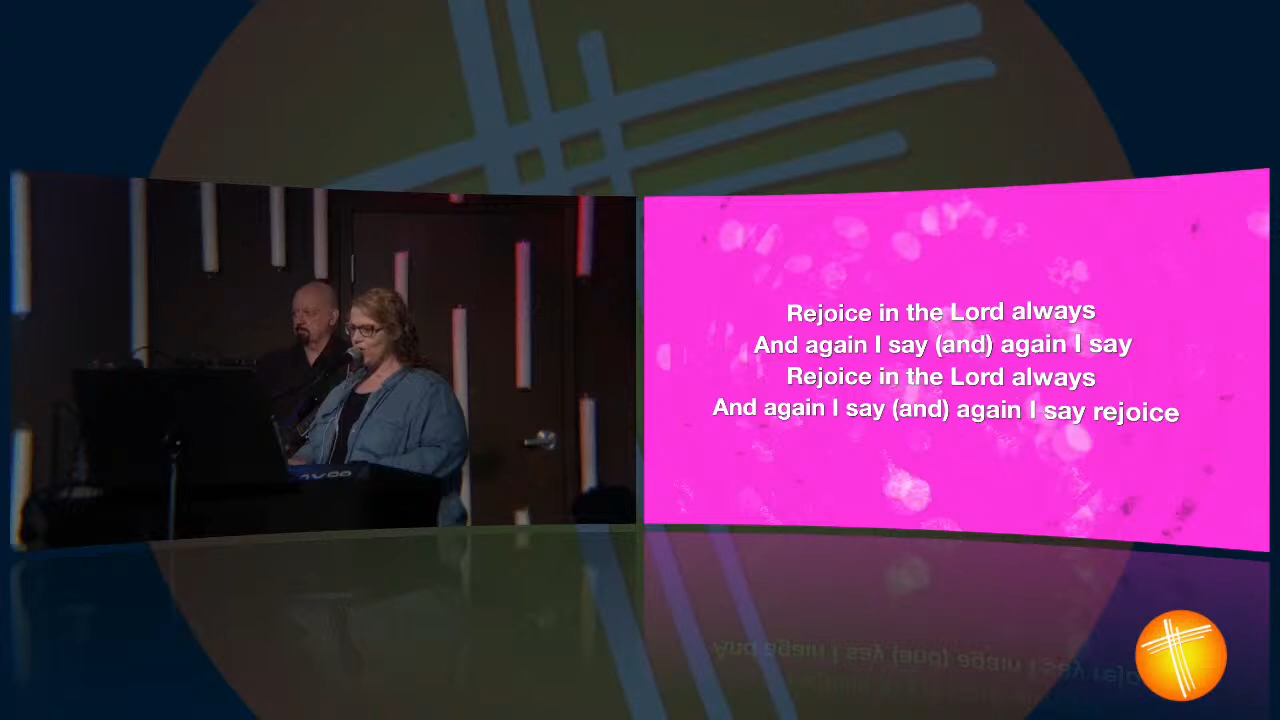 Rejoice in the Lord always
And again I say (and) again I say
Rejoice in the Lord always
And again I say (and) again I say rejoice